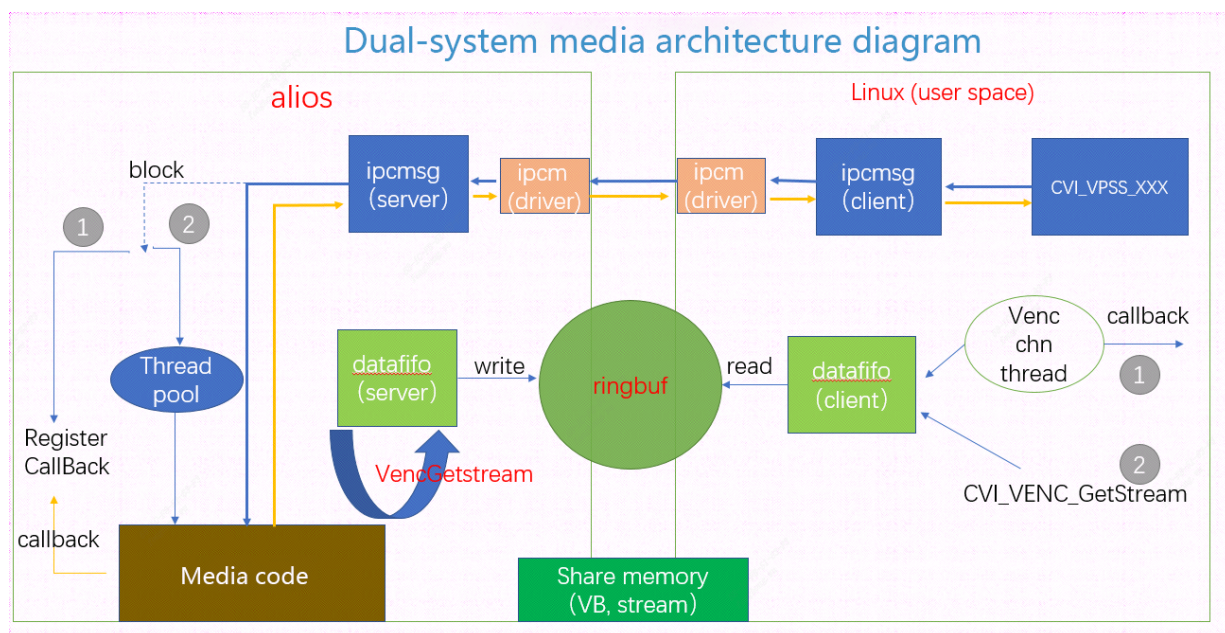 Dual-system media architecture diagram
alios
Linux (user space)
block
1
2
ipcmsg
(server)
ipcm
(driver)
ipcm
(driver)
ipcmsg
(client)
CVI_VPSS_XXX
Thread
pool
datafifo
(server)
write
ringbuf
read
datafifo
(client)
Venc
chn
thread
callback
1
Register
CallBack
VencGetstream
2
CVI_VENC_GetStream
callback
Media code
Share memory
(VB, stream)